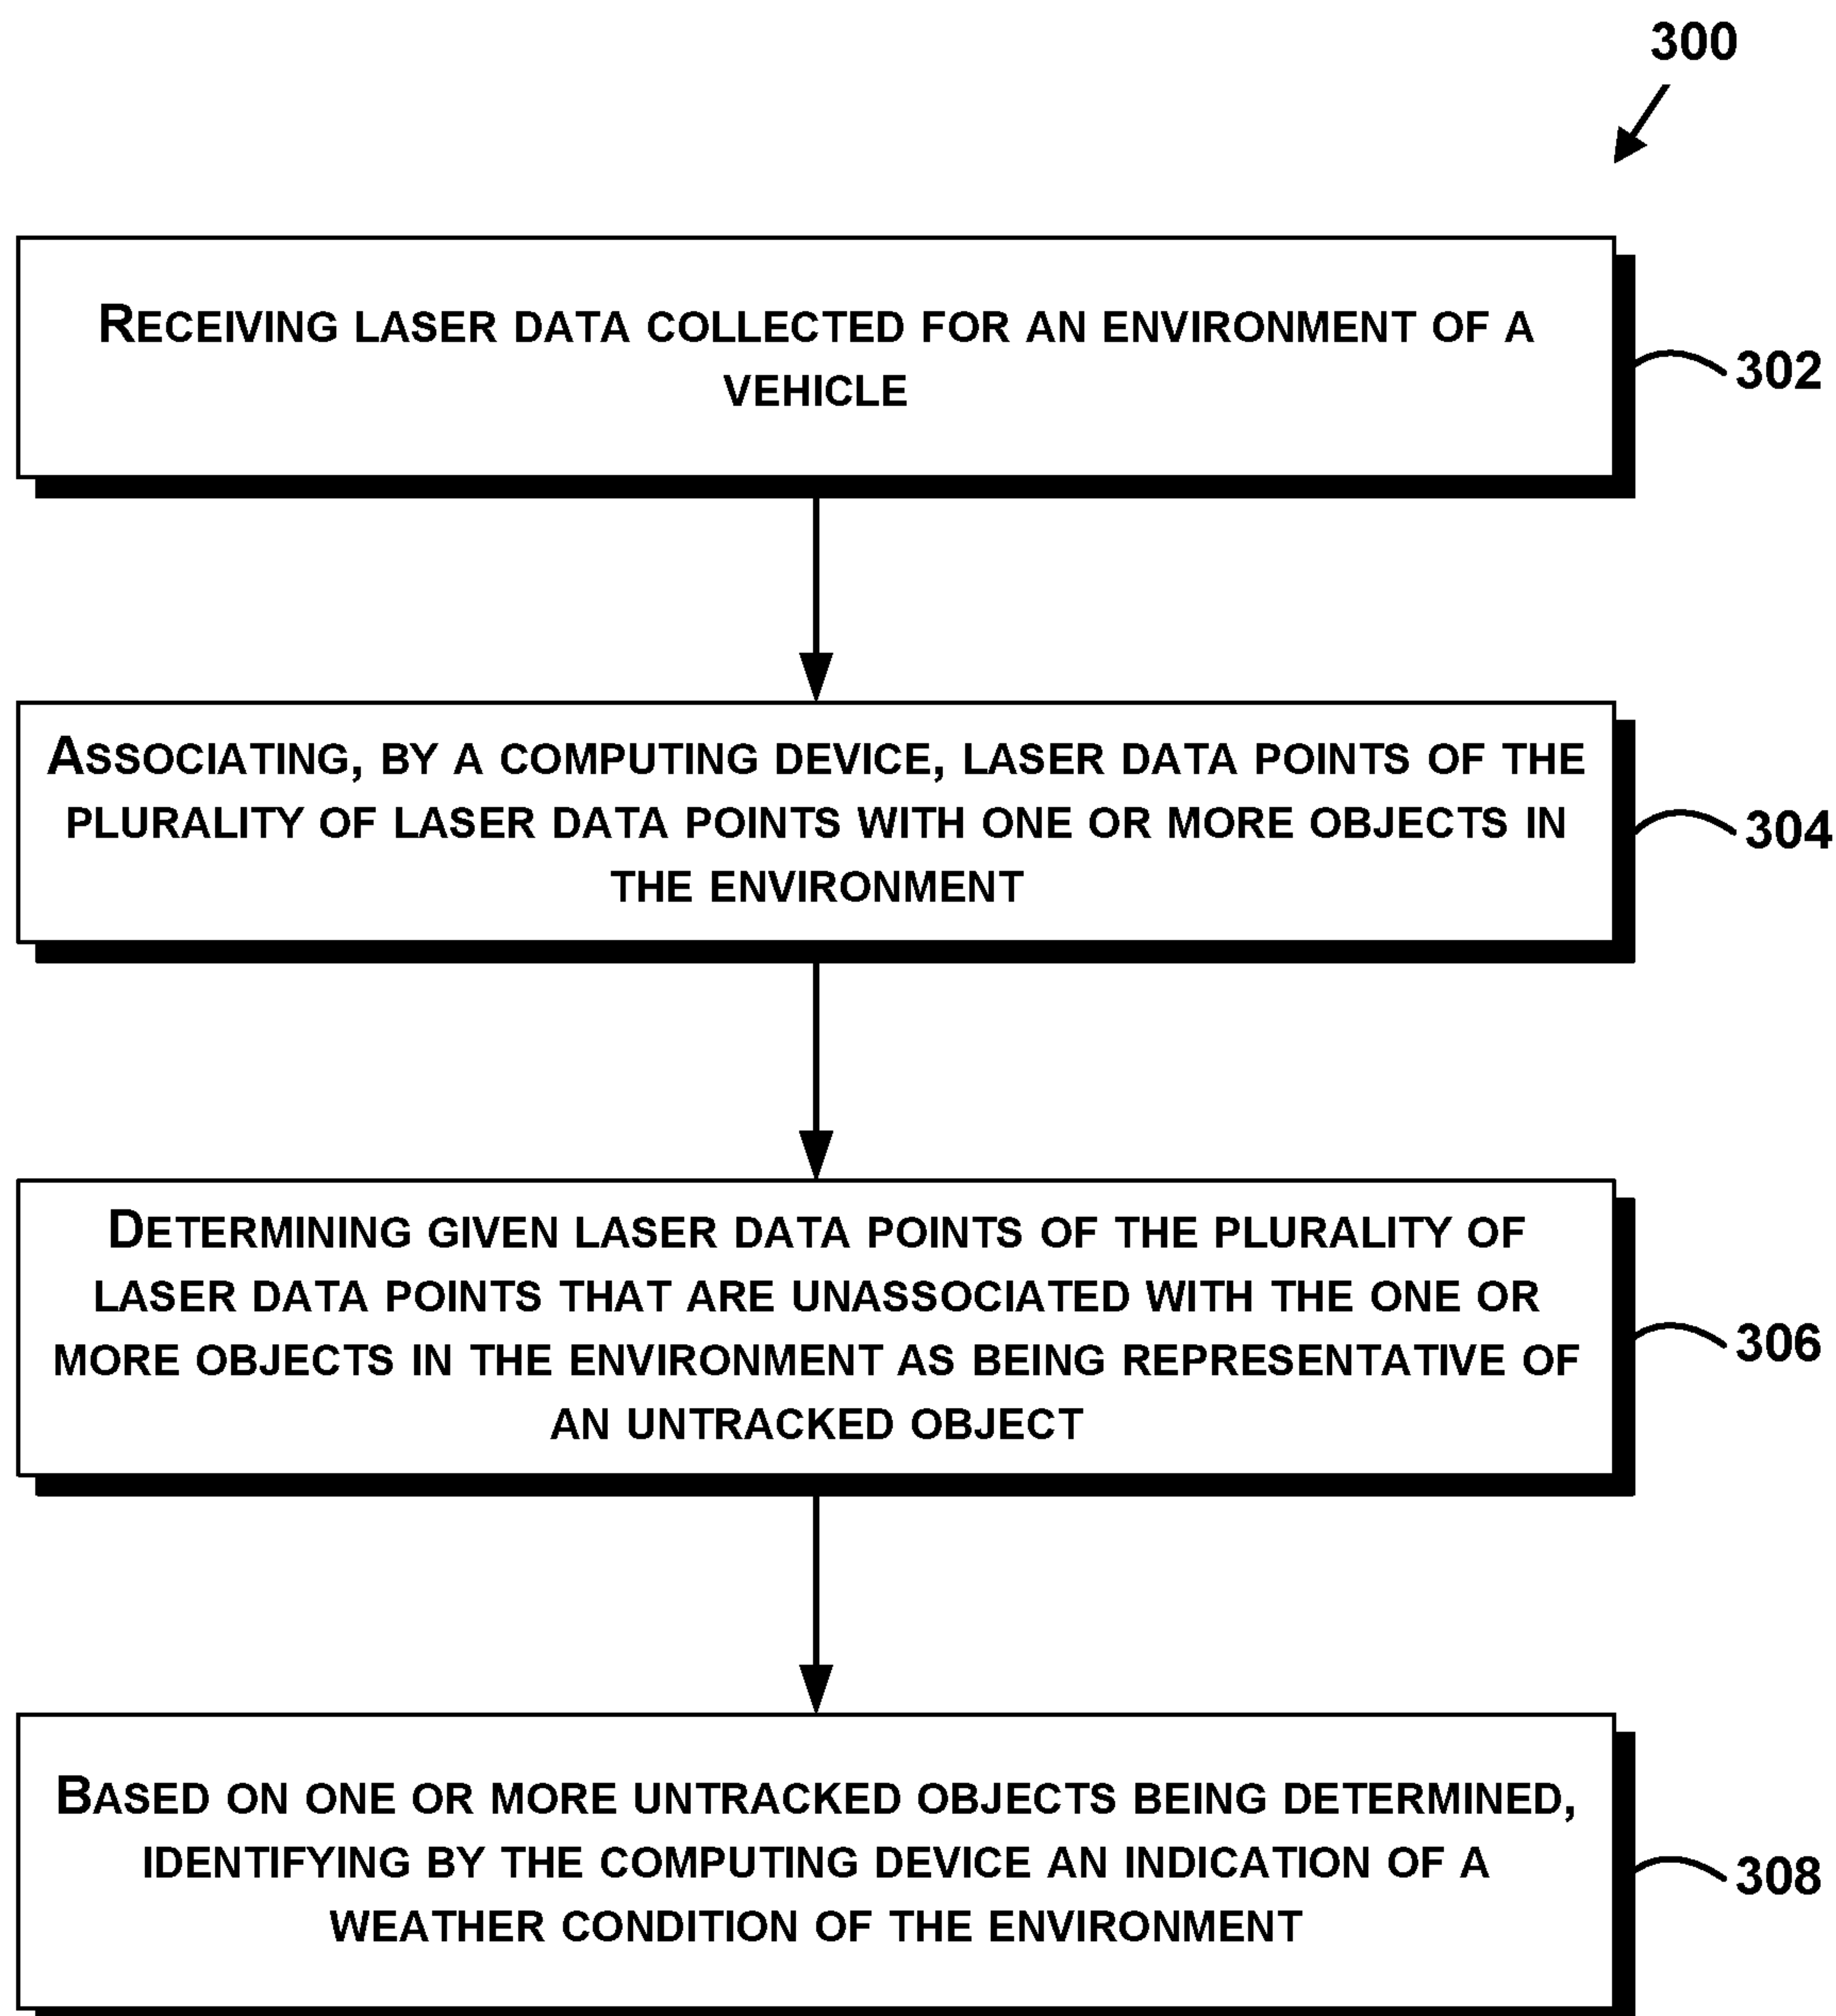 300
RECEIVING LASER DATA COLLECTED FOR AN ENVIRONMENT OF A
VEHICLE
302
ASSOCIATING, BY A COMPUTING DEVICE, LASER DATA POINTS OF THE
PLURALITY OF LASER DATA POINTS WITH ONE OR MORE OBJECTS IN
THE ENVIRONMENT
304
DETERMINING GIVEN LASER DATA POINTS OF THE PLURALITY OF
LASER DATA POINTS THAT ARE UNASSOCIATED WITH THE ONE OR
MORE OBJECTS IN THE ENVIRONMENT AS BEING REPRESENTATIVE OF
AN UNTRACKED OBJECT
306
BASED ON ONE OR MORE UNTRACKED OBJECTS BEING DETERMINED,
IDENTIFYING BY THE COMPUTING DEVICE AN INDICATION OF A
WEATHER CONDITION OF THE ENVIRONMENT
308